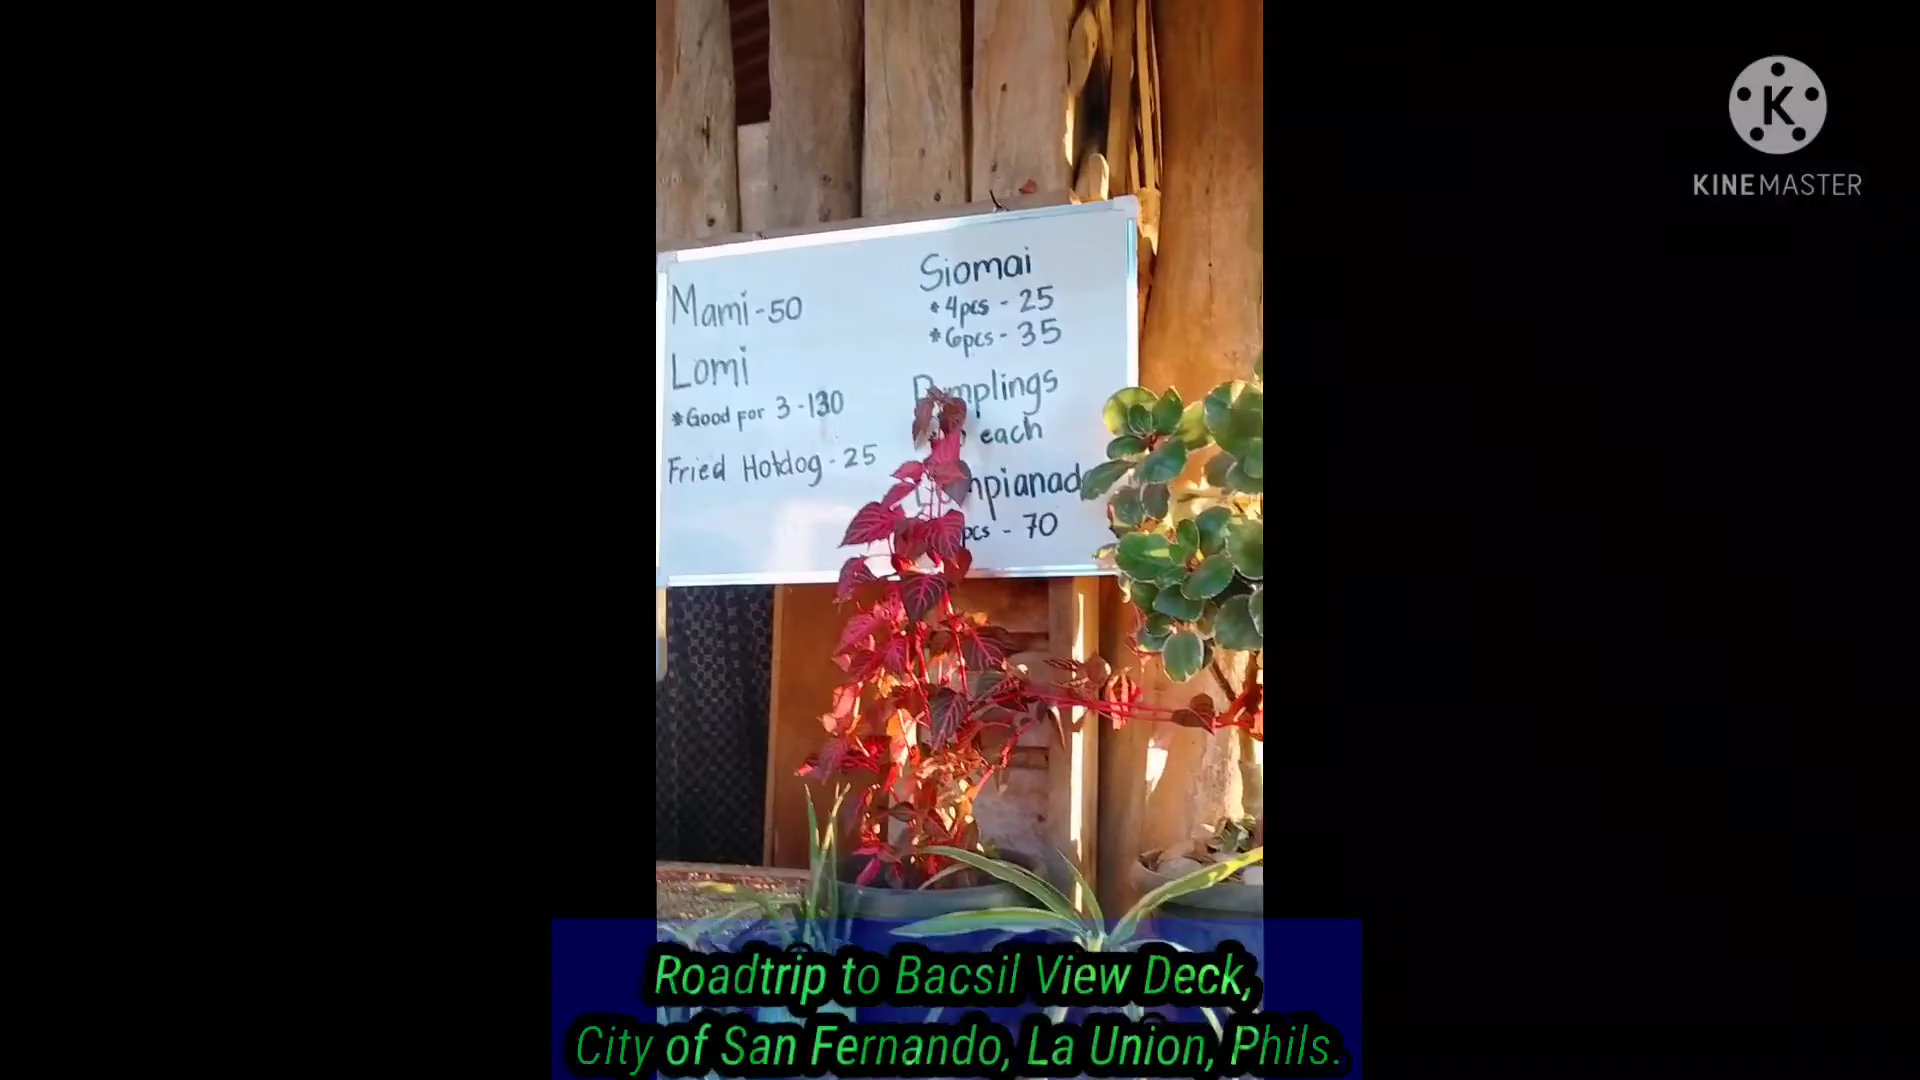 Mami - 50
Lomi
*Good for 3 - 130
Fried Hotdog - 25
Siomai
*4pcs - 25
*6pcs - 35
Dumplings
each
pcs - 70
K
KINEMASTER
Roadtrip to Bacsil View Deck,
City of San Fernando, La Union, Phils.